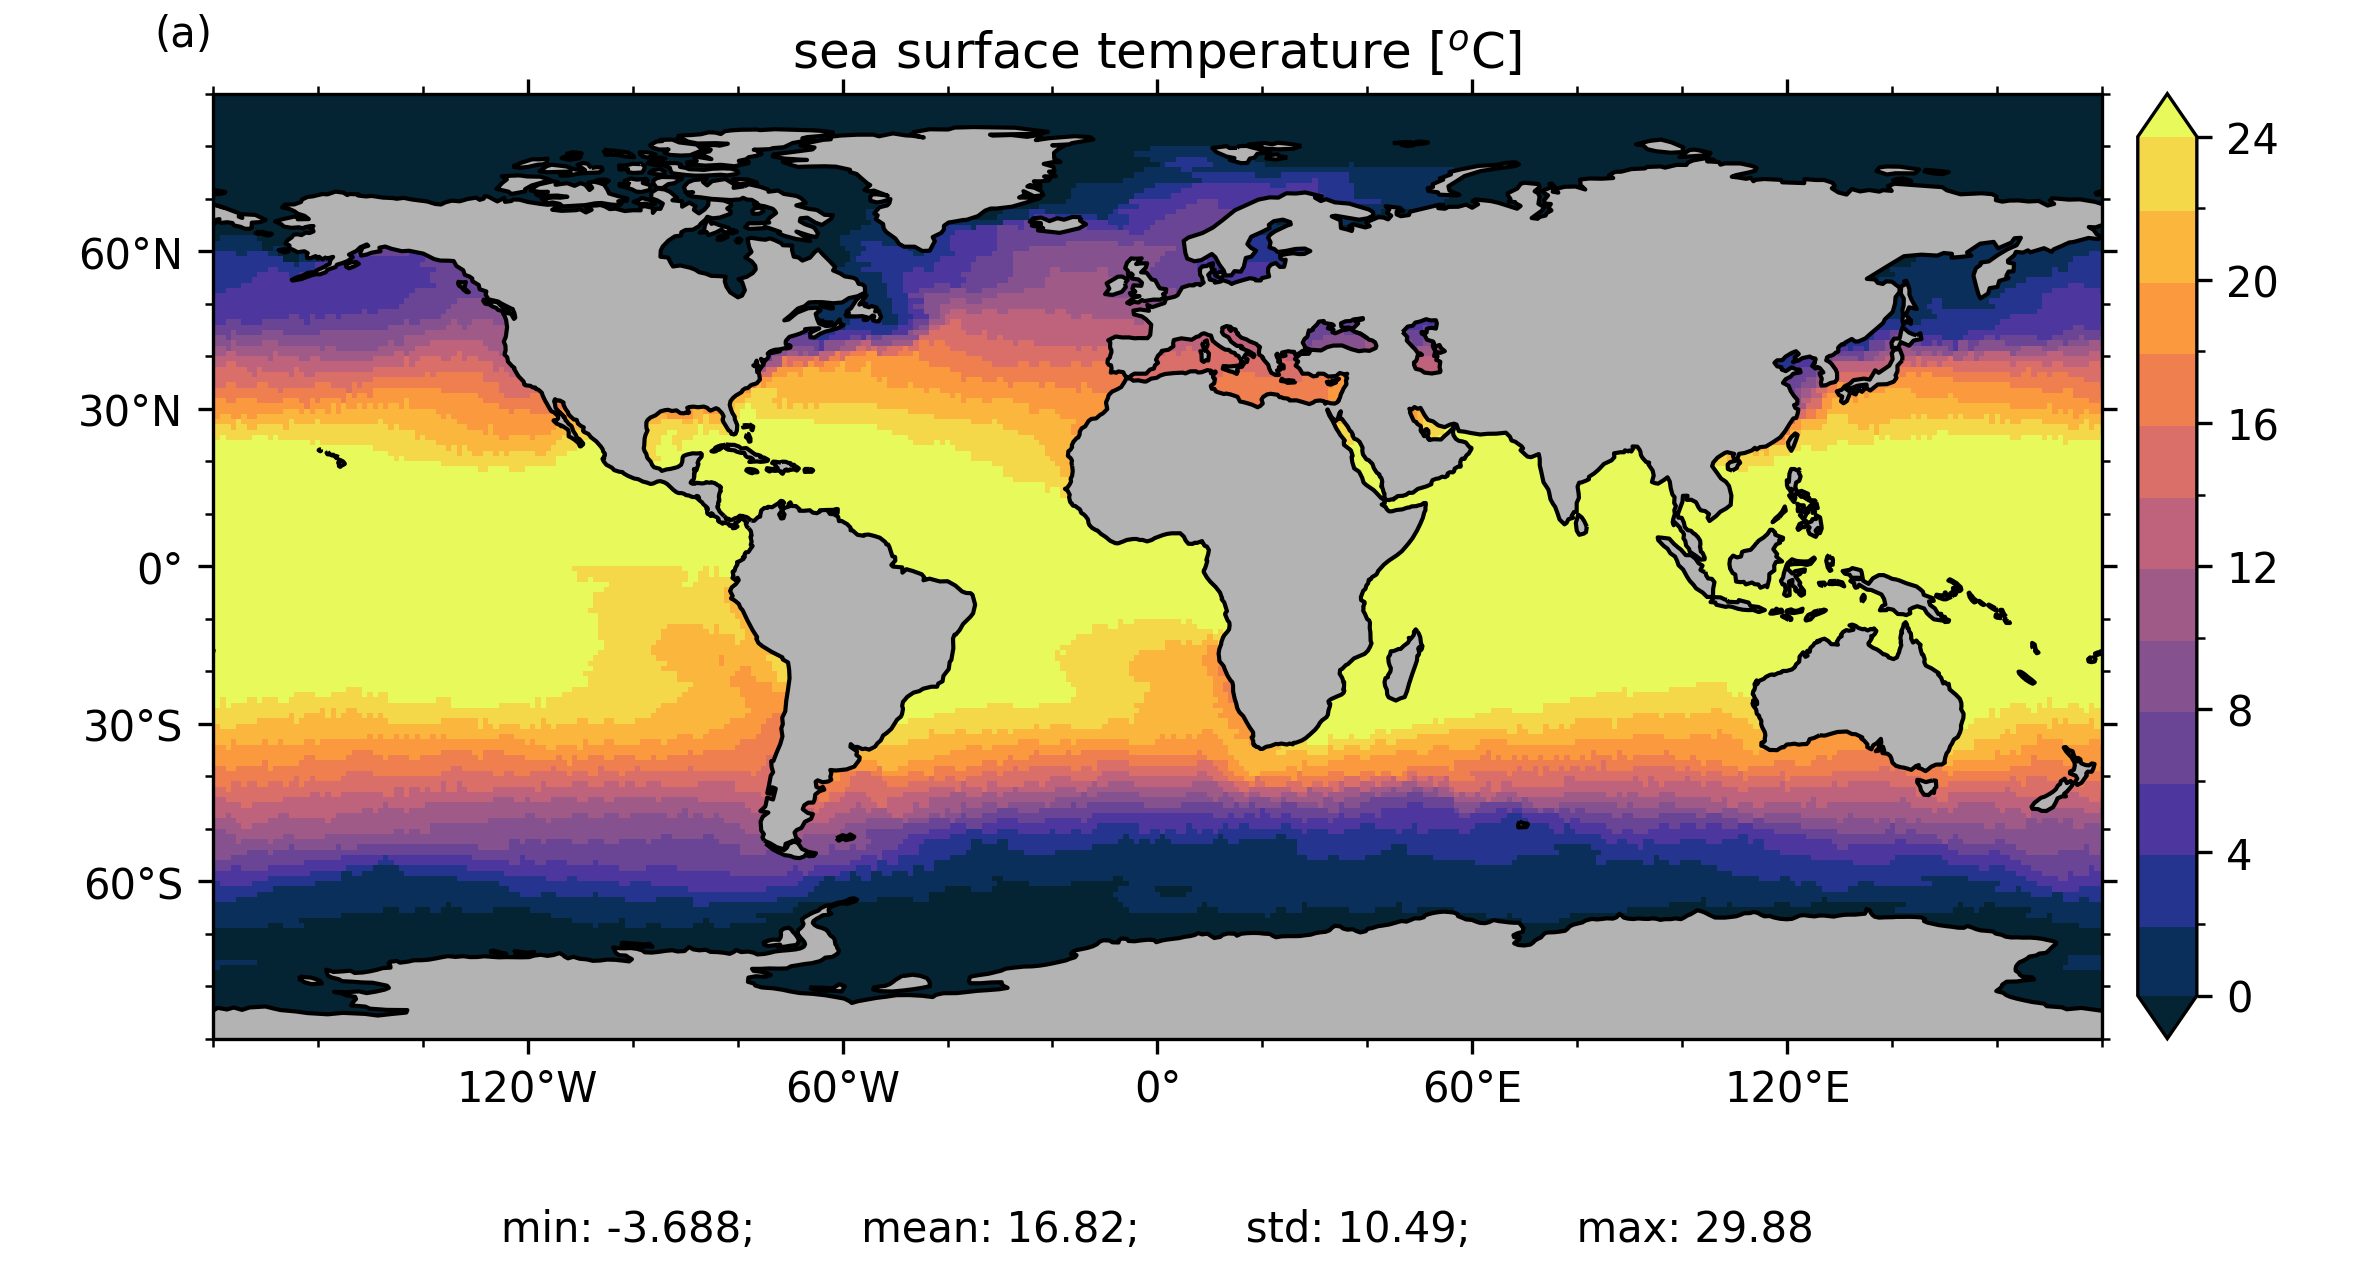 (a)
sea surface temperature [°C]
60°N
30°N
0°
30°S
60°S
120°W 60°W 0° 60°E 120°E
24
20
16
12
8
4
0
min: -3.688; mean: 16.82; std: 10.49; max: 29.88